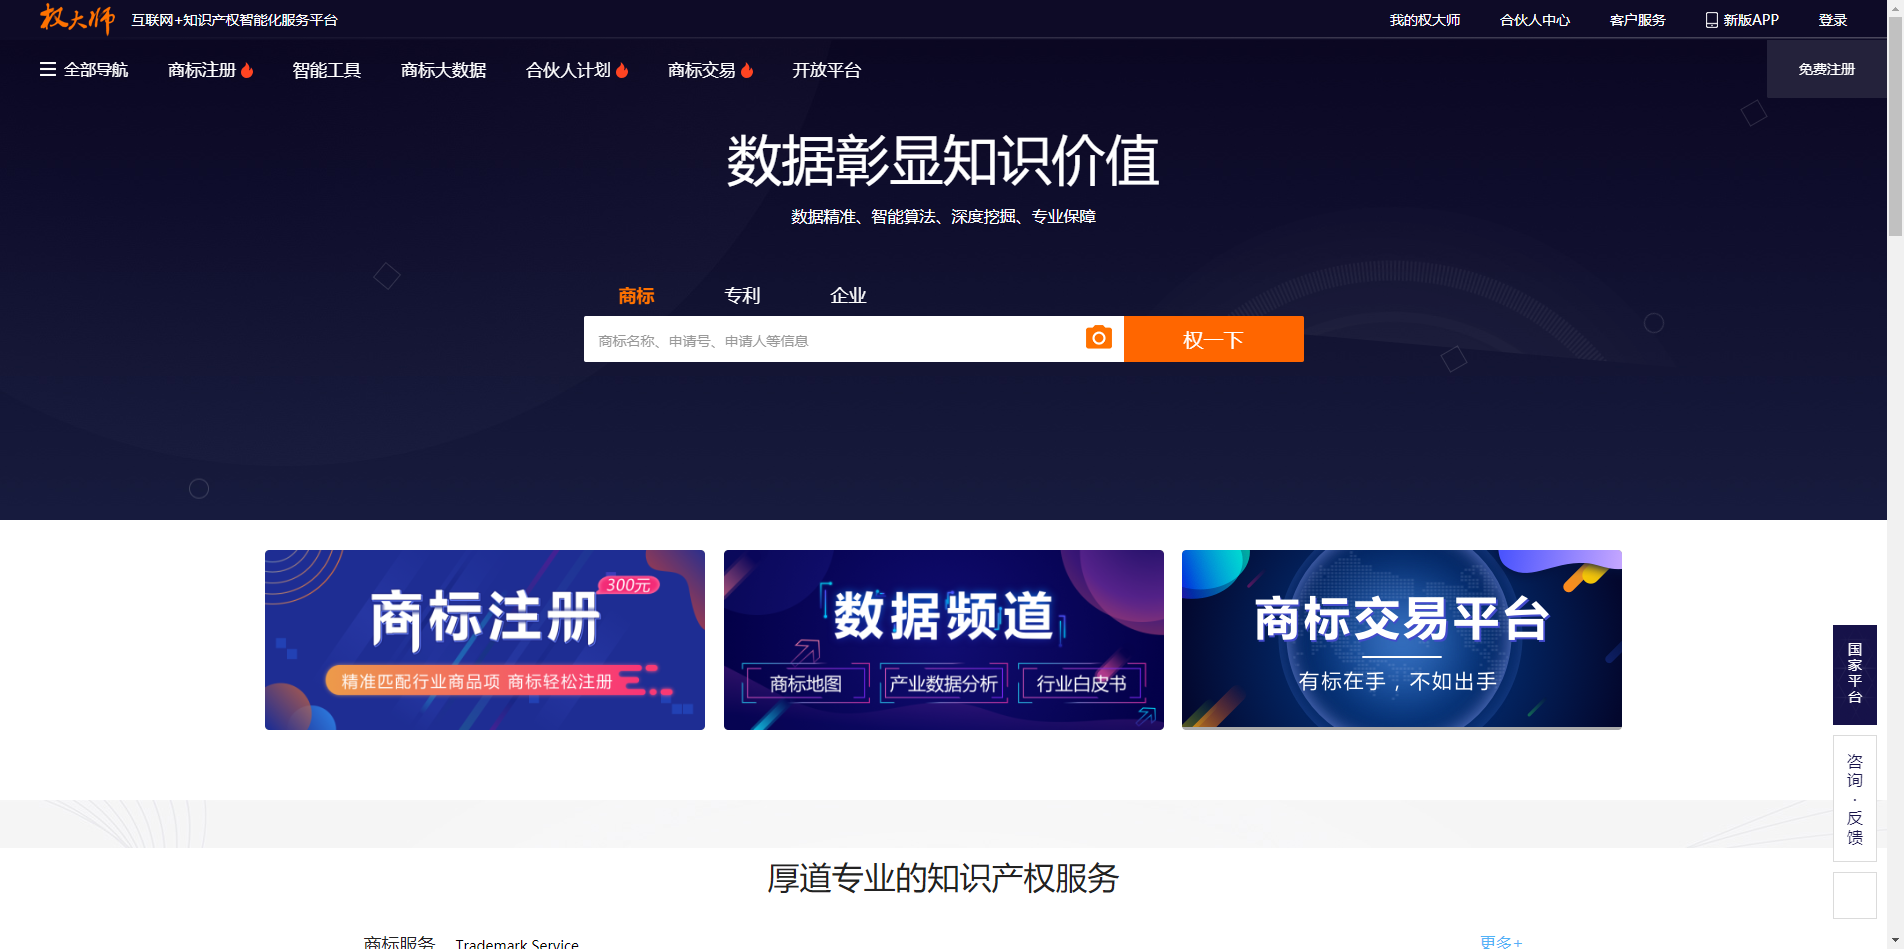 权大师 互联网+知识产权智能化服务平台 我的权大师 合伙人中心 客户服务 新版APP 登录
全部导航 商标注册 智能工具 商标大数据 合伙人计划 商标交易 开放平台 免费注册
数据彰显知识价值
数据精准、智能算法、深度挖掘、专业保障
商标 专利 企业
商标名称、申请号、申请人等信息 权一下
300元
商标注册
精准匹配行业商品项 商标轻松注册
数据频道
商标地图 产业数据分析 行业白皮书
商标交易平台
有标在手，不如出手
国家平台
咨询·反馈
厚道专业的知识产权服务
商标服务 Trademark Service 更多+